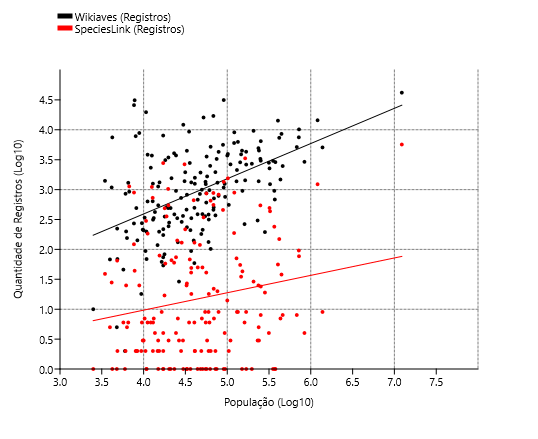 Wikiaves (Registros)
SpeciesLink (Registros)
Quantidade de Registros (Log10)
4.5
4.0
3.5
3.0
2.5
2.0
1.5
1.0
0.5
0.0
3.0 4.0 4.5 5.0 5.5 6.0 6.5 7.0 7.5
População (Log10)